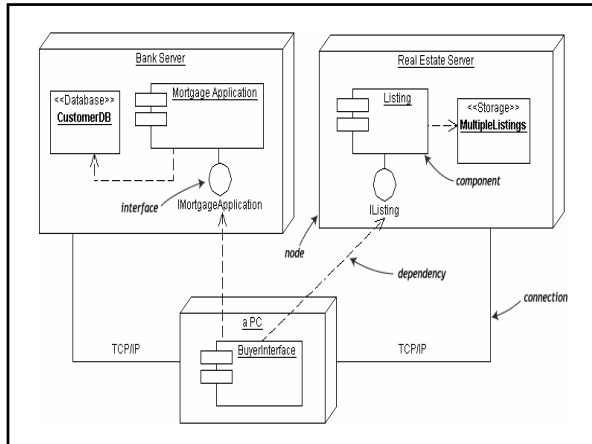 Bank Server
<<Database>>
CustomerDB
Mortgage Application
interface
IMortgageApplication
Real Estate Server
Listing
<<Storage>>
MultipleListings
component
IListing
node
dependency
connection
a PC
BuyerInterface
TCP/IP
TCP/IP